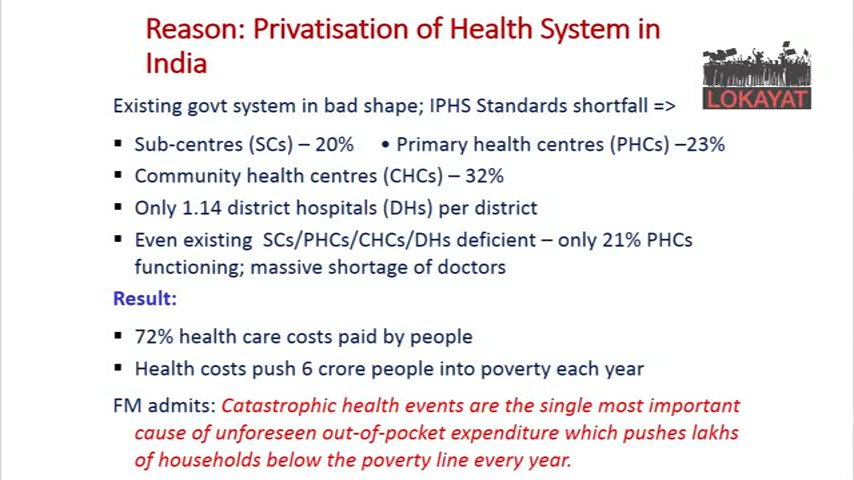 Reason: Privatisation of Health System in
India
LOKAYAT
Existing govt system in bad shape; IPHS Standards shortfall =>
▪ Sub-centres (SCs) – 20% • Primary health centres (PHCs) –23%
▪ Community health centres (CHCs) – 32%
▪ Only 1.14 district hospitals (DHs) per district
▪ Even existing SCs/PHCs/CHCs/DHs deficient – only 21% PHCs
functioning; massive shortage of doctors
Result:
▪ 72% health care costs paid by people
▪ Health costs push 6 crore people into poverty each year
FM admits: Catastrophic health events are the single most important
cause of unforeseen out-of-pocket expenditure which pushes lakhs
of households below the poverty line every year.